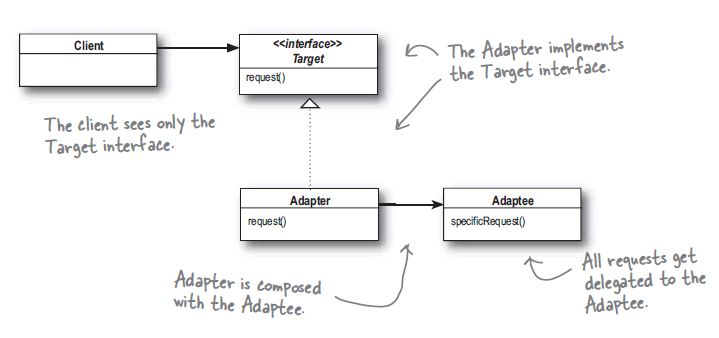 Client
<<interface>>
Target
request()
The Adapter implements
the Target interface.
The client sees only the
Target interface.
Adapter
request()
Adaptee
specificRequest()
Adapter is composed
with the Adaptee.
All requests get
delegated to the
Adaptee.